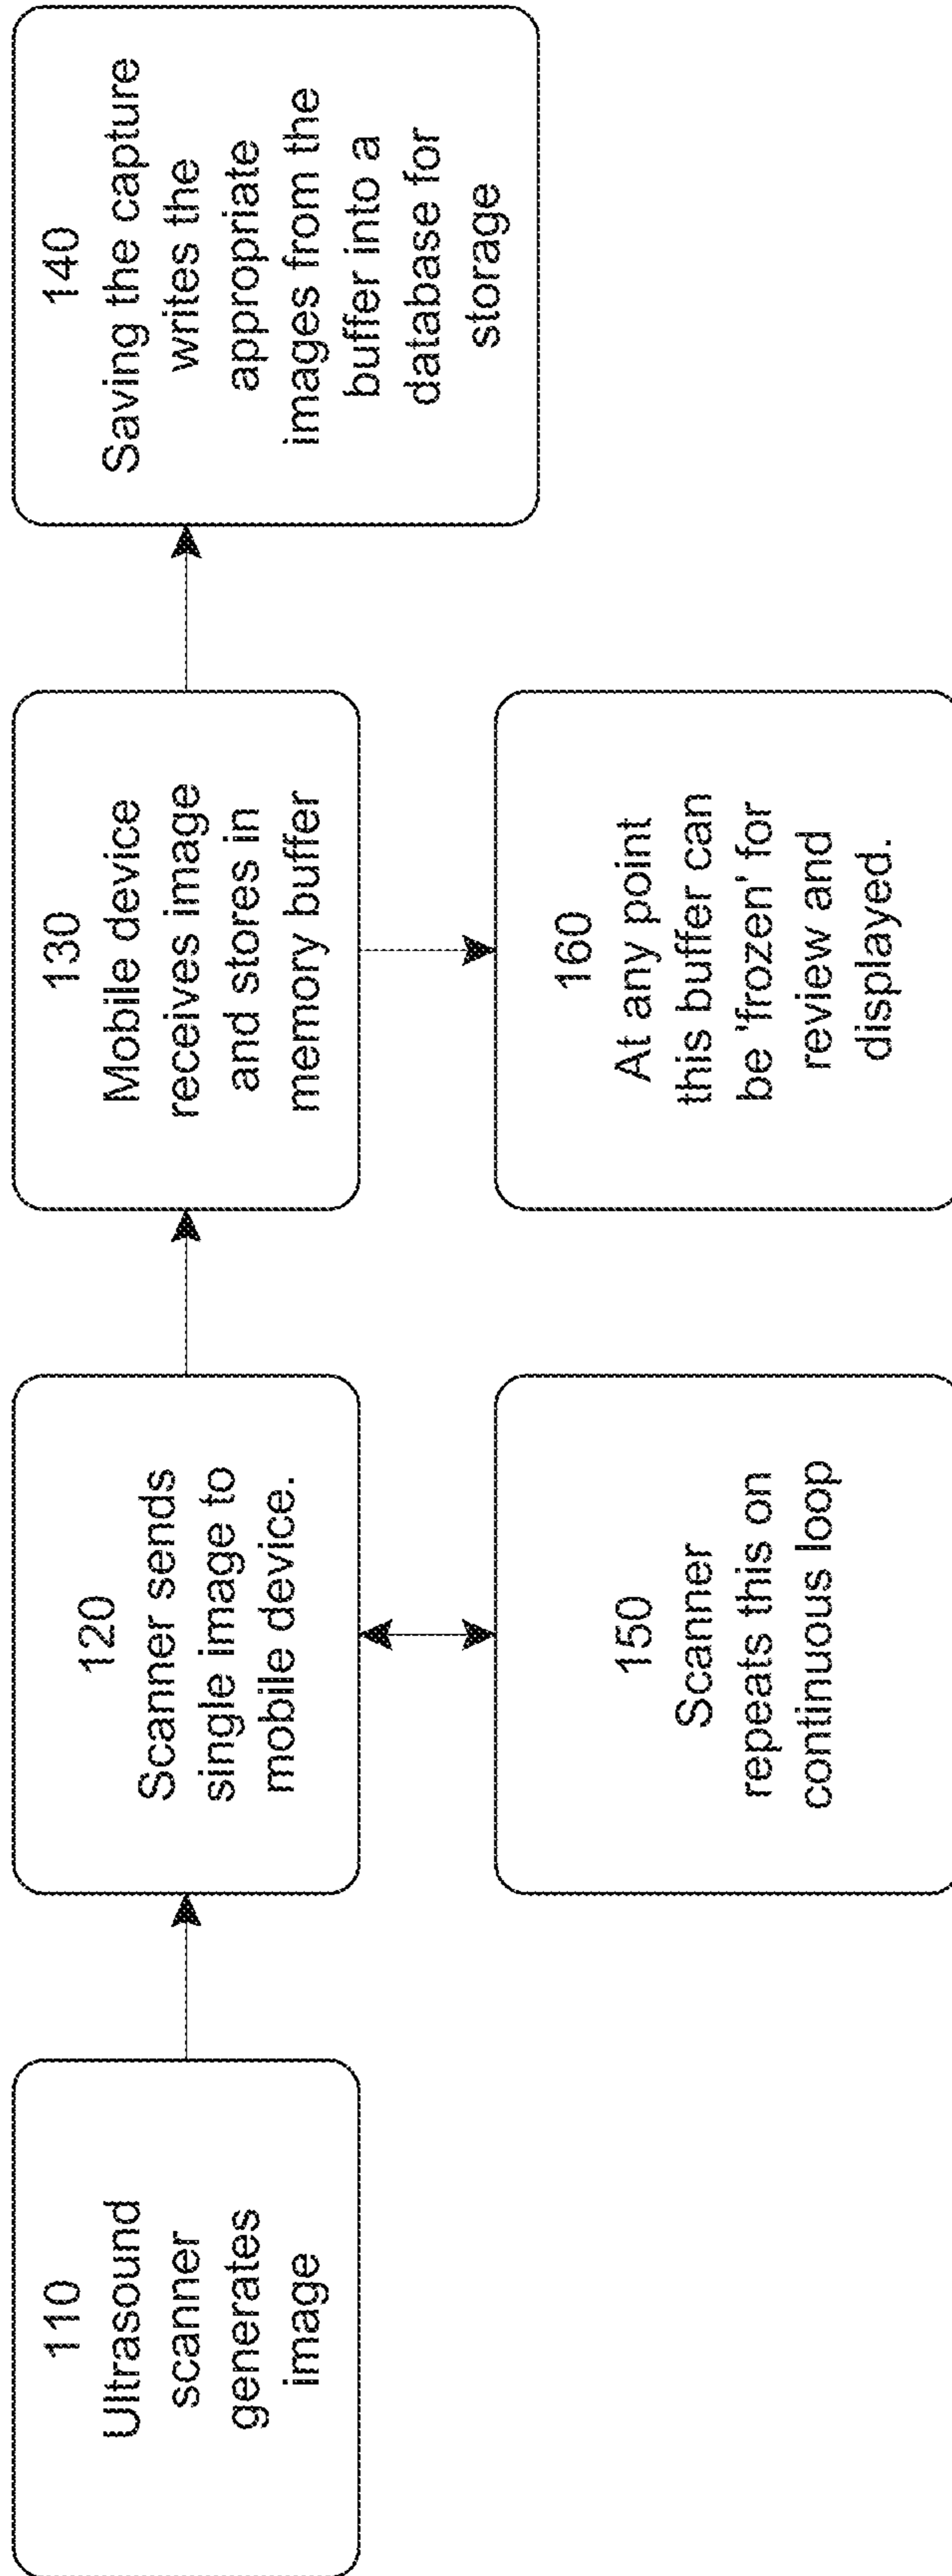 110
Ultrasound
scanner
generates
image
120
Scanner sends
single image to
mobile device.
130
Mobile device
receives image
and stores in
memory buffer
140
Saving the capture
writes the
appropriate
images from the
buffer into a
database for
storage
150
Scanner
repeats this on
continuous loop
160
At any point
this buffer can
be 'frozen' for
review and
displayed.